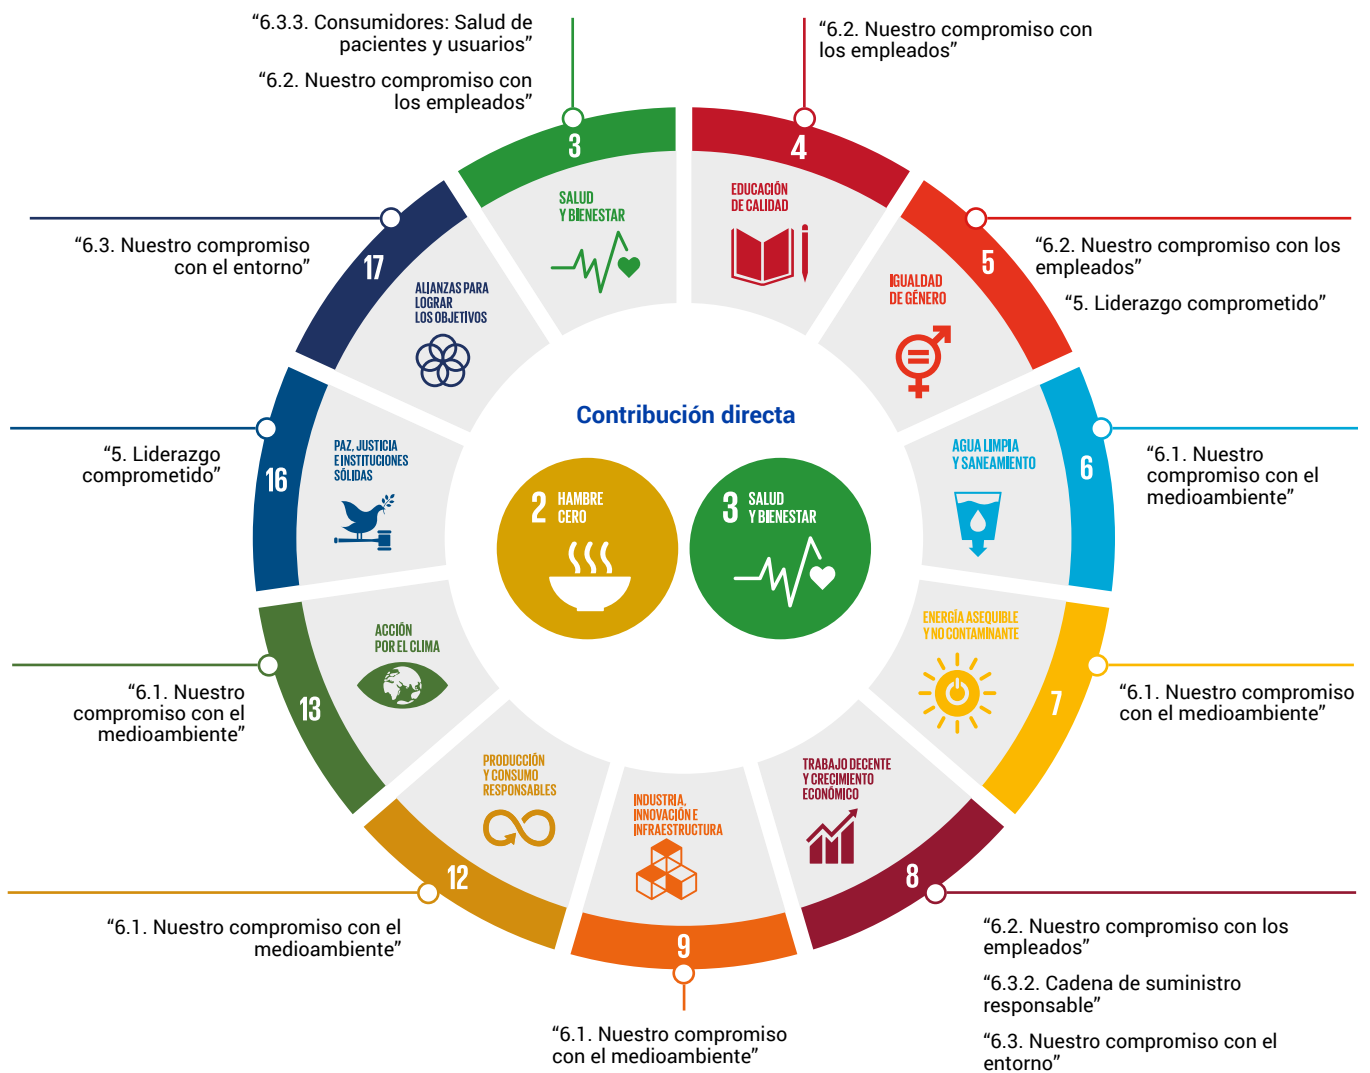 “6.3.3. Consumidores: Salud de
pacientes y usuarios”
“6.2. Nuestro compromiso con
los empleados”
3
SALUD
Y BIENESTAR
“6.2. Nuestro compromiso con
los empleados”
4
EDUCACIÓN
DE CALIDAD
“6.2. Nuestro compromiso con los
empleados”
“5. Liderazgo comprometido”
5
IGUALDAD
DE GÉNERO
“6.1. Nuestro
compromiso con el
medioambiente”
6
AGUA LIMPIA
Y SANEAMIENTO
“6.1. Nuestro compromiso
con el medioambiente”
7
ENERGÍA ASEQUIBLE
Y NO CONTAMINANTE
“6.2. Nuestro compromiso con los
empleados”
“6.3.2. Cadena de suministro
responsable”
“6.3. Nuestro compromiso con el
entorno”
8
TRABAJO DECENTE
Y CRECIMIENTO
ECONÓMICO
9
INDUSTRIA,
INNOVACIÓN E
INFRAESTRUCTURA
“6.1. Nuestro compromiso
con el medioambiente”
12
PRODUCCIÓN
Y CONSUMO
RESPONSABLES
“6.1. Nuestro compromiso con el
medioambiente”
13
ACCIÓN
POR EL CLIMA
“6.1. Nuestro
compromiso con el
medioambiente”
16
PAZ, JUSTICIA
E INSTITUCIONES
SÓLIDAS
“5. Liderazgo
comprometido”
17
ALIANZAS PARA
LOGRAR
LOS OBJETIVOS
“6.3. Nuestro compromiso
con el entorno”
Contribución directa
2 HAMBRE
CERO
3 SALUD
Y BIENESTAR